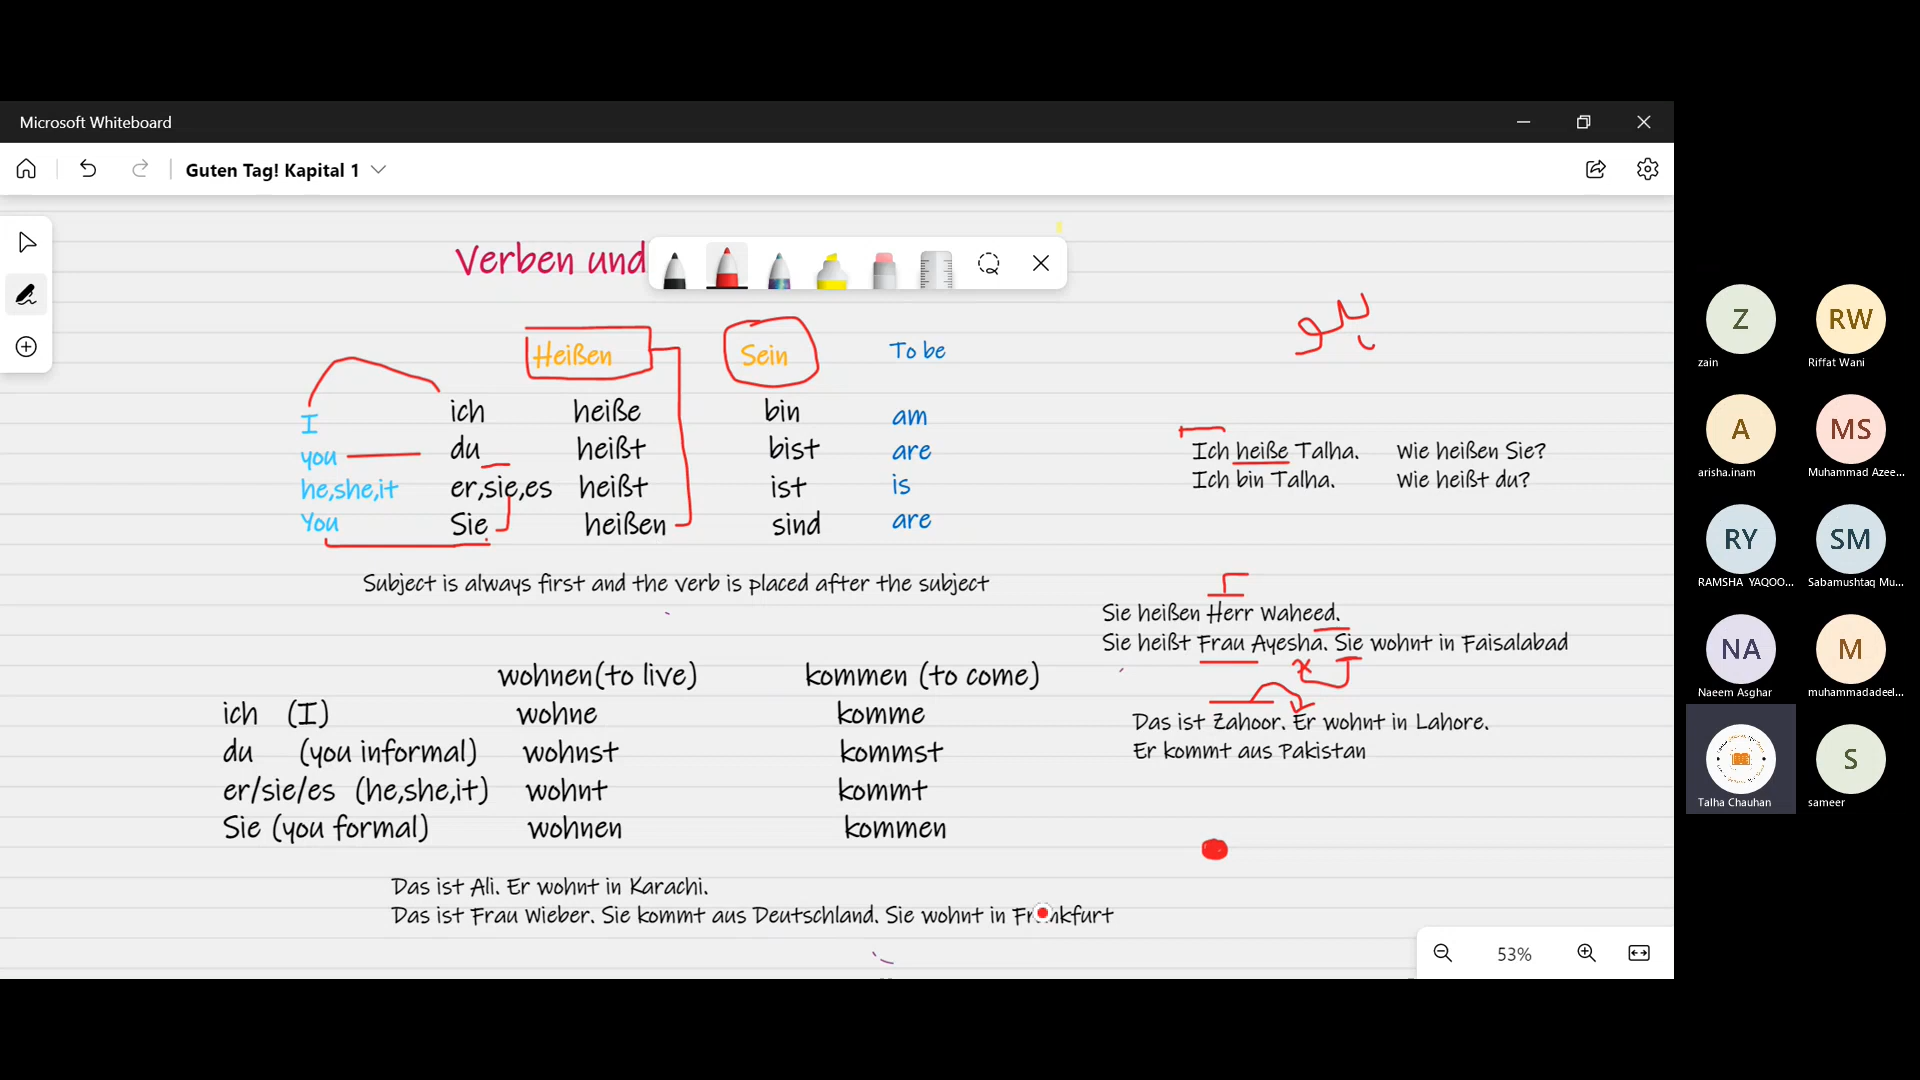 Microsoft Whiteboard
Guten Tag! Kapital 1
Verben und
Heißen Sein To be
I ich heiße bin am
you du heißt bist are
he,she,it er,sie,es heißt ist is
You Sie heißen sind are
Subject is always first and the verb is placed after the subject
wohnen(to live) kommen (to come)
ich (I) wohne komme
du (you informal) wohnst kommst
er/sie/es (he,she,it) wohnt kommt
Sie (you formal) wohnen kommen
Das ist Ali. Er wohnt in Karachi.
Das ist Frau Wieber. Sie kommt aus Deutschland. Sie wohnt in Frankfurt
Ich heiße Talha. Wie heißen Sie?
Ich bin Talha. Wie heißt du?
Sie heißen Herr Waheed.
Sie heißt Frau Ayesha. Sie wohnt in Faisalabad
Das ist Zahoor. Er wohnt in Lahore.
Er kommt aus Pakistan
53%
Z RW
zain Riffat Wani
A MS
arisha.inam Muhammad Azee...
RY SM
RAMSHA YAQOO... Sabamushtaq Mu...
NA M
Naeem Asghar muhammadadeel...
S
Talha Chauhan sameer